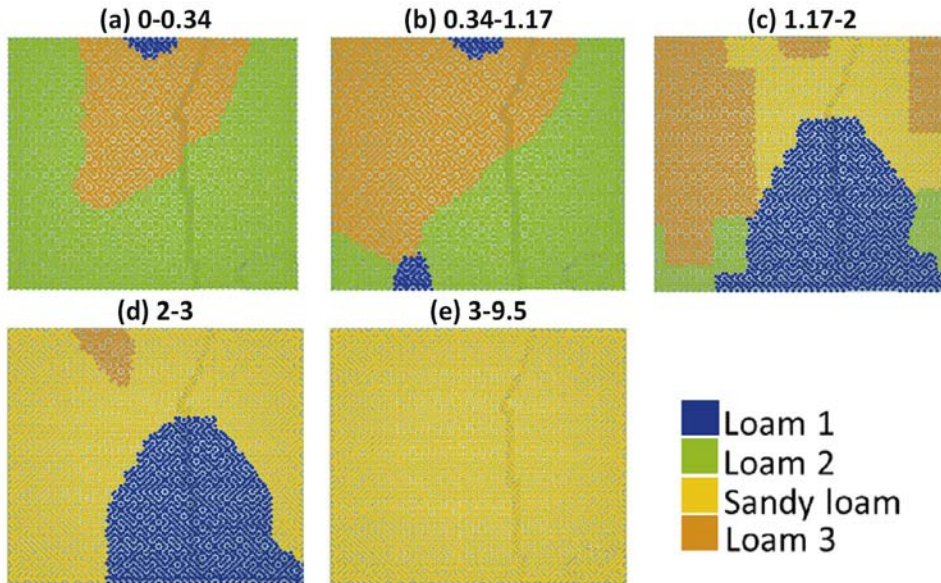 (a) 0-0.34
(b) 0.34-1.17
(c) 1.17-2
(d) 2-3
(e) 3-9.5
Loam 1
Loam 2
Sandy loam
Loam 3